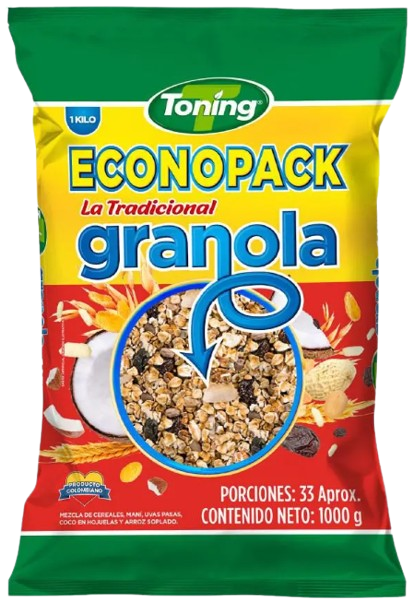 1 KILO
Toning®
ECONOPACK
La Tradicional
granola
PRODUCTO
COLOMBIANO
PORCIONES: 33 Aprox.
CONTENIDO NETO: 1000 g
MEZCLA DE CEREALES, MANÍ, UVAS PASAS,
COCO EN HOJUELAS Y ARROZ SOPLADO.